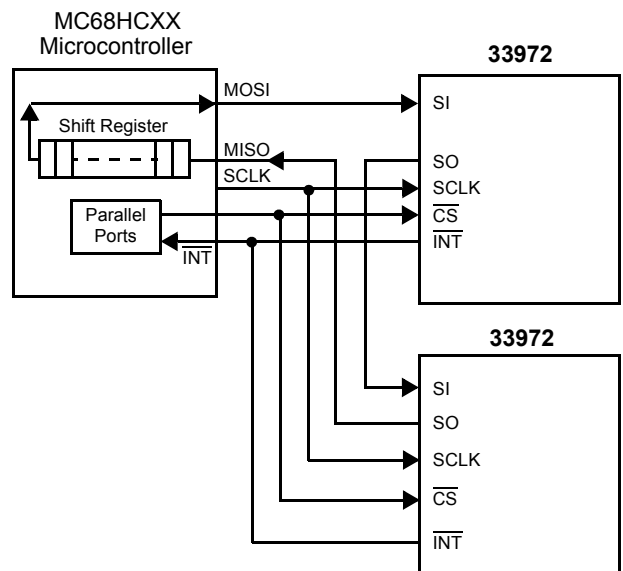 MC68HCXX
Microcontroller
33972
MOSI
SI
Shift Register
MISO
SO
SCLK
SCLK
Parallel
Ports
CS
INT
INT
33972
SI
SO
SCLK
CS
INT